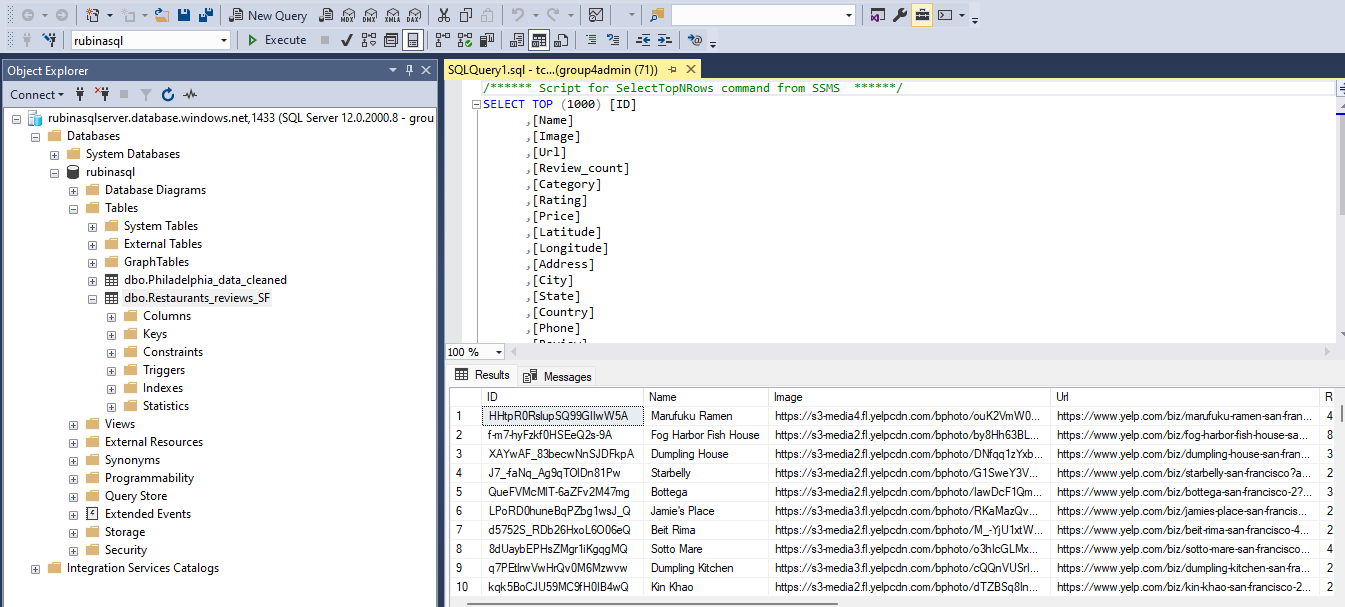 New Query
MDX
DMX
XMLA
DAX
rubinasql
Execute
Object Explorer
Connect
rubinasqlserver.database.windows.net,1433 (SQL Server 12.0.2000.8 - grou
Databases
System Databases
rubinasql
Database Diagrams
Tables
System Tables
External Tables
GraphTables
dbo.Philadelphia_data_cleaned
dbo.Restaurants_reviews_SF
Columns
Keys
Constraints
Triggers
Indexes
Statistics
Views
External Resources
Synonyms
Programmability
Query Store
Extended Events
Storage
Security
Integration Services Catalogs
SQLQuery1.sql - tc...(group4admin (71))
/****** Script for SelectTopNRows command from SSMS  ******/
SELECT TOP (1000) [ID]
,[Name]
,[Image]
,[Url]
,[Review_count]
,[Category]
,[Rating]
,[Price]
,[Latitude]
,[Longitude]
,[Address]
,[City]
,[State]
,[Country]
,[Phone]
100 %
Results Messages
ID Name Image Url R
1 HHtpR0RslupSQ99GIIwW5A Marufuku Ramen https://s3-media4.fl.yelpcdn.com/bphoto/ouK2VmW0... https://www.yelp.com/biz/marufuku-ramen-san-fran... 4
2 f-m7-hyFzkf0HSEeQ2s-9A Fog Harbor Fish House https://s3-media2.fl.yelpcdn.com/bphoto/by8Hh63BL... https://www.yelp.com/biz/fog-harbor-fish-house-sa... 8
3 XAYwAF_83becwNnSJDFkpA Dumpling House https://s3-media2.fl.yelpcdn.com/bphoto/DNfqq1zYxb... https://www.yelp.com/biz/dumpling-house-san-fran... 3
4 J7_-faNq_Ag9qTOIDn81Pw Starbelly https://s3-media2.fl.yelpcdn.com/bphoto/G1SweY3V... https://www.yelp.com/biz/starbelly-san-francisco?a... 2
5 QueFVMcMIT-6aZFv2M47mg Bottega https://s3-media2.fl.yelpcdn.com/bphoto/IawDcF1Qm... https://www.yelp.com/biz/bottega-san-francisco-2?... 3
6 LPoRD0huneBqPZbg1wsJ_Q Jamie's Place https://s3-media2.fl.yelpcdn.com/bphoto/RKaMazQv... https://www.yelp.com/biz/jamies-place-san-francis... 2
7 d5752S_RDb26HxoL6O06eQ Beit Rima https://s3-media2.fl.yelpcdn.com/bphoto/M_-YjU1xtW... https://www.yelp.com/biz/beit-rima-san-francisco-4... 2
8 8dUaybEPHsZMgr1iKgqgMQ Sotto Mare https://s3-media3.fl.yelpcdn.com/bphoto/o3hIcGLMx... https://www.yelp.com/biz/sotto-mare-san-francisco... 4
9 q7PEtIrwVwHrQv0M6Mzwvw Dumpling Kitchen https://s3-media2.fl.yelpcdn.com/bphoto/cQQnVUSrI... https://www.yelp.com/biz/dumpling-kitchen-san-fra... 2
10 kqk5BoCJU59MC9fH0IB4wQ Kin Khao https://s3-media2.fl.yelpcdn.com/bphoto/dTZBSq8In... https://www.yelp.com/biz/kin-khao-san-francisco-2... 2